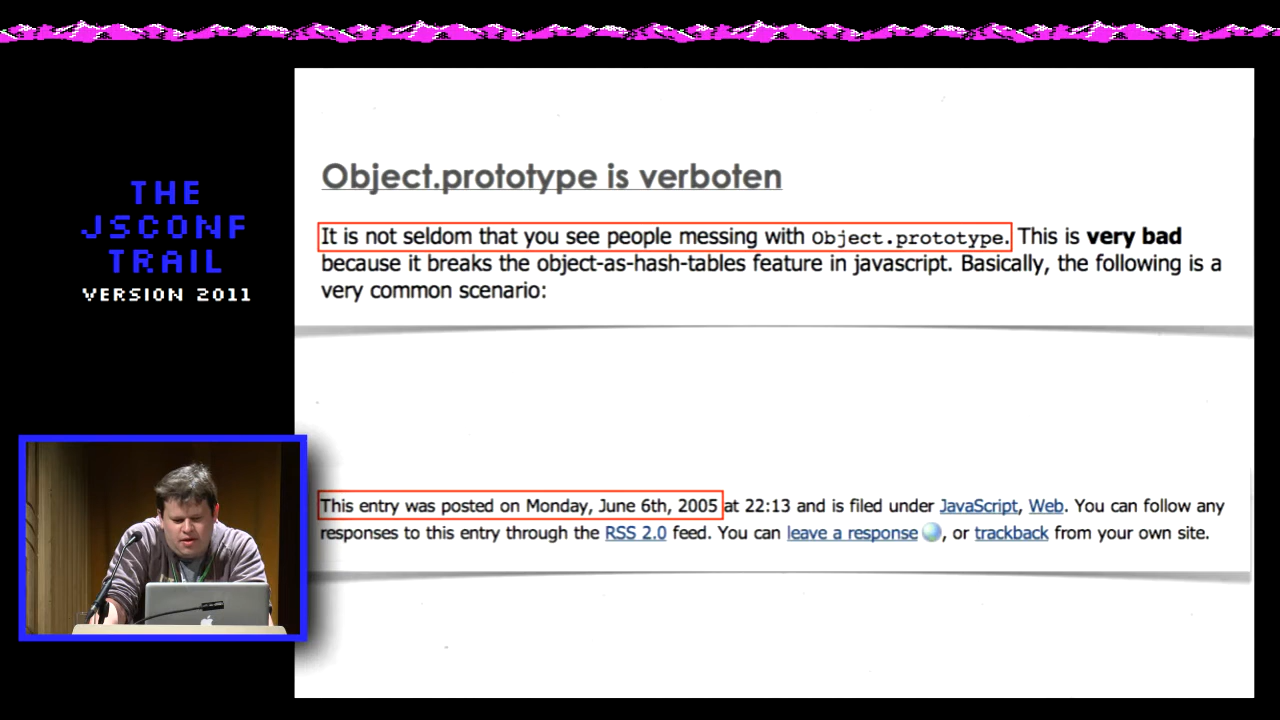 THE
JSCONF
TRAIL
VERSION 2011
Object.prototype is verboten
It is not seldom that you see people messing with Object.prototype. This is very bad
because it breaks the object-as-hash-tables feature in javascript. Basically, the following is a
very common scenario:
This entry was posted on Monday, June 6th, 2005 at 22:13 and is filed under JavaScript, Web. You can follow any
responses to this entry through the RSS 2.0 feed. You can leave a response, or trackback from your own site.